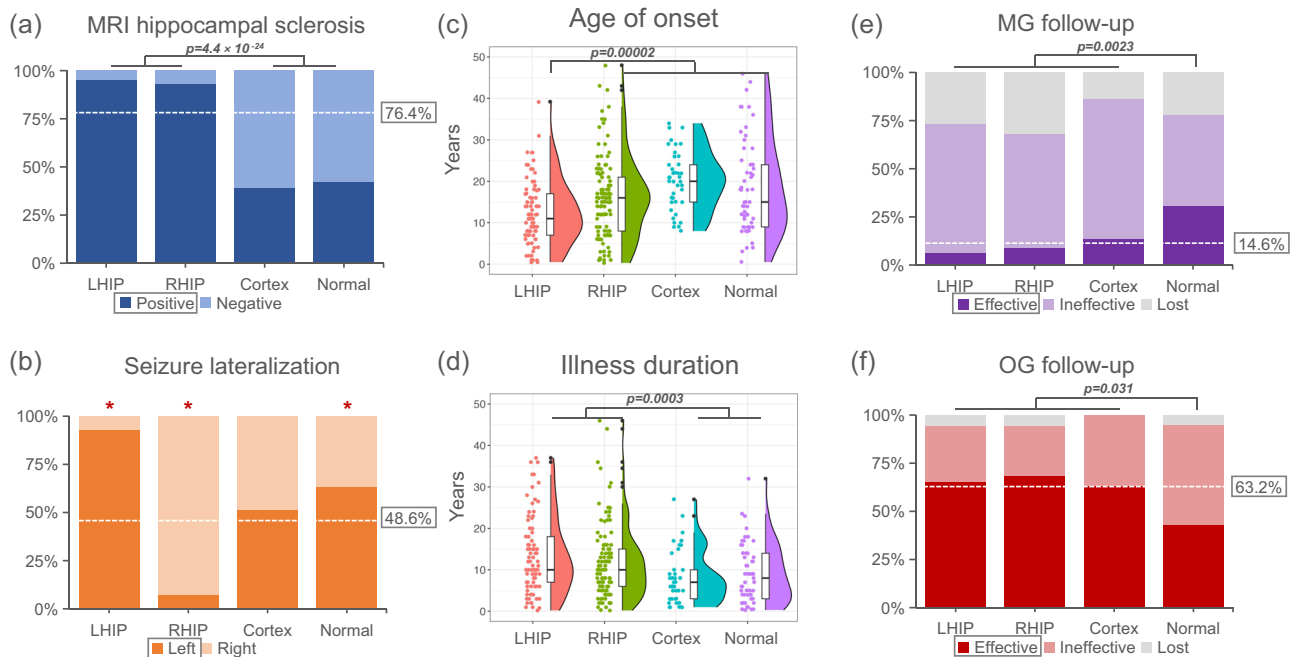 (a)
MRI hippocampal sclerosis
p=4.4 × 10⁻²⁴
100%
75%
50%
25%
0%
76.4%
LHIP RHIP Cortex Normal
Positive Negative
(b)
Seizure lateralization
* * *
100%
75%
50%
25%
0%
48.6%
LHIP RHIP Cortex Normal
Left Right
(c)
Age of onset
p=0.00002
Years
50
40
30
20
10
0
LHIP RHIP Cortex Normal
(d)
Illness duration
p=0.0003
Years
50
40
30
20
10
0
LHIP RHIP Cortex Normal
(e)
MG follow-up
p=0.0023
100%
75%
50%
25%
0%
14.6%
LHIP RHIP Cortex Normal
Effective Ineffective Lost
(f)
OG follow-up
p=0.031
100%
75%
50%
25%
0%
63.2%
LHIP RHIP Cortex Normal
Effective Ineffective Lost